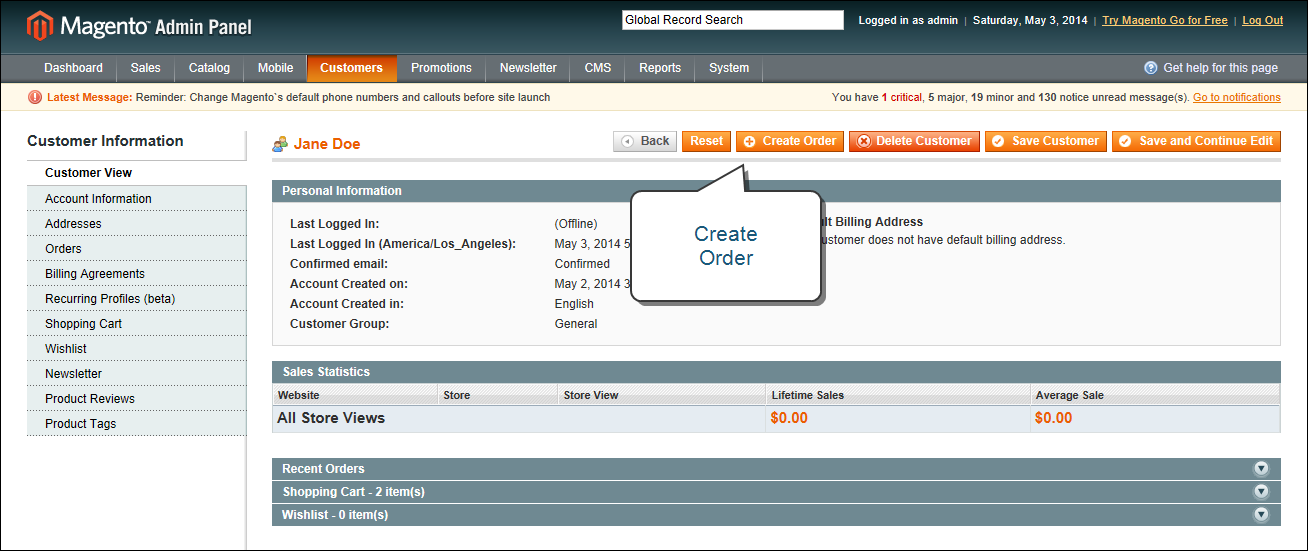 Magento™ Admin Panel
Global Record Search
Logged in as admin | Saturday, May 3, 2014 | Try Magento Go for Free | Log Out
Dashboard Sales Catalog Mobile Customers Promotions Newsletter CMS Reports System
Get help for this page
Latest Message: Reminder: Change Magento`s default phone numbers and callouts before site launch
You have 1 critical, 5 major, 19 minor and 130 notice unread message(s). Go to notifications
Customer Information
Customer View
Account Information
Addresses
Orders
Billing Agreements
Recurring Profiles (beta)
Shopping Cart
Wishlist
Newsletter
Product Reviews
Product Tags
Jane Doe
Back Reset Create Order Delete Customer Save Customer Save and Continue Edit
Personal Information
Last Logged In: (Offline)
Last Logged In (America/Los_Angeles): May 3, 2014 5
Confirmed email: Confirmed
Account Created on: May 2, 2014 3
Account Created in: English
Customer Group: General
Billing Address
ustomer does not have default billing address.
Create
Order
Sales Statistics
Website Store Store View Lifetime Sales Average Sale
All Store Views $0.00 $0.00
Recent Orders
Shopping Cart - 2 item(s)
Wishlist - 0 item(s)